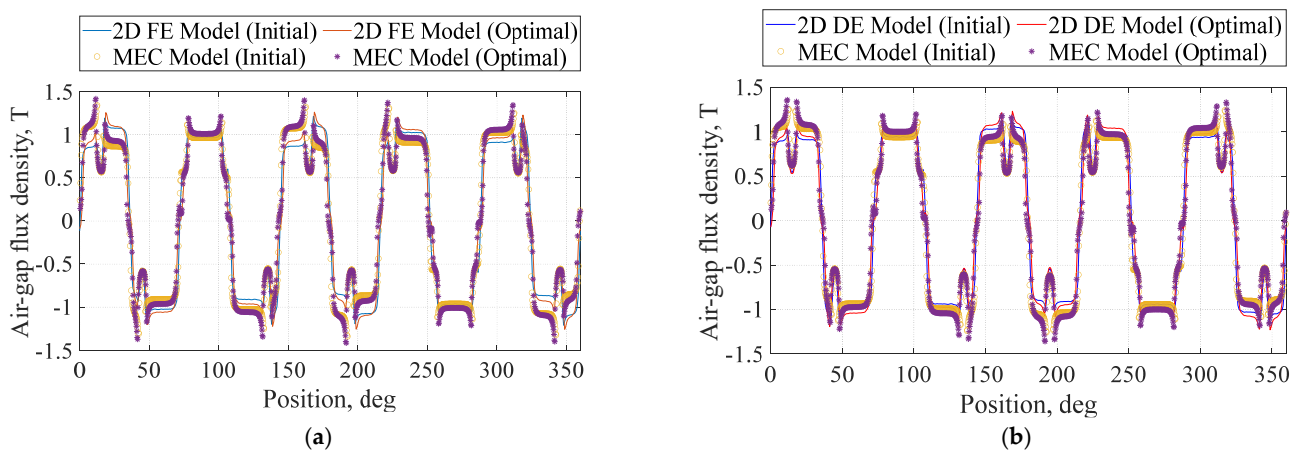 2D FE Model (Initial) 2D FE Model (Optimal)
MEC Model (Initial) MEC Model (Optimal)
1.5
1
0.5
0
-0.5
-1
-1.5
Air-gap flux density, T
0 50 100 150 200 250 300 350
Position, deg
(a)
2D DE Model (Initial) 2D DE Model (Optimal)
MEC Model (Initial) MEC Model (Optimal)
1.5
1
0.5
0
-0.5
-1
-1.5
Air-gap flux density, T
0 50 100 150 200 250 300 350
Position, deg
(b)